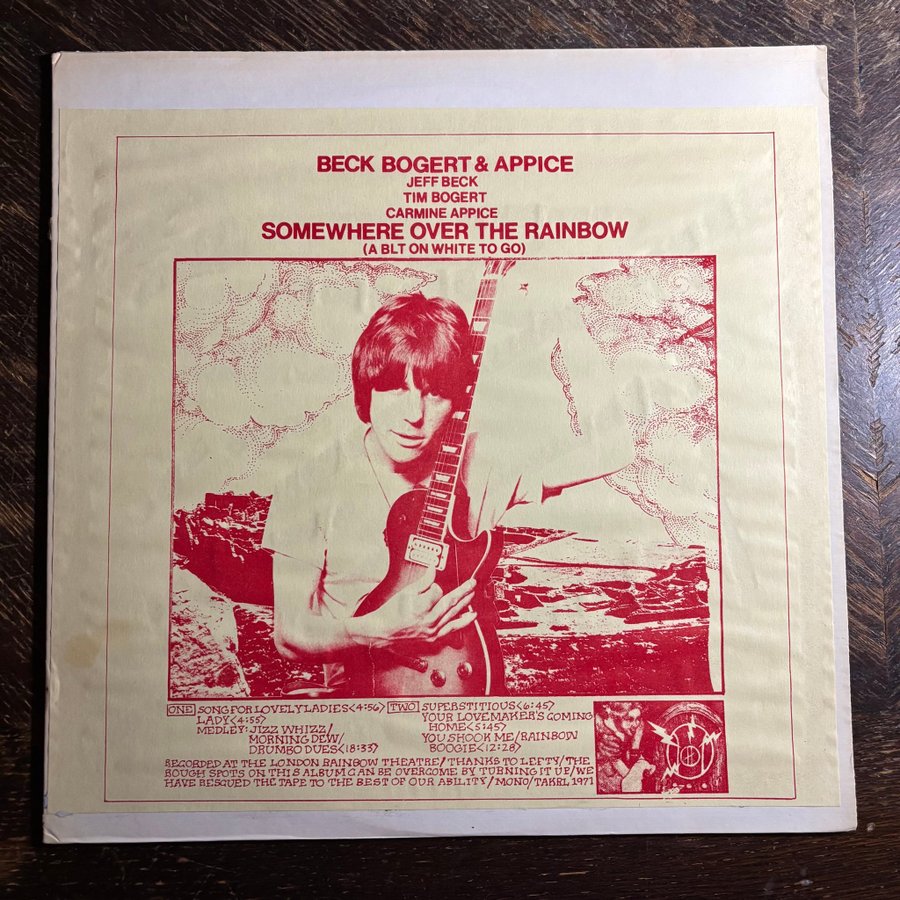 BECK BOGERT & APPICE
JEFF BECK
TIM BOGERT
CARMINE APPICE
SOMEWHERE OVER THE RAINBOW
(A BLT ON WHITE TO GO)
ONE SONG FOR LOVELY LADIES<4:56>
LADY<4:55>
MEDLEY: JIZZ WHIZZ/
MORNING DEW/
DRUMBO DUES<18:33>
TWO SUPERSTITIOUS<6:45>
YOUR LOVEMAKER'S COMING
HOME<5:45>
YOU SHOOK ME/RAINBOW
BOOGIE<12:28>
RECORDED AT THE LONDON RAINBOW THEATRE/THANKS TO LEFTY/THE
ROUGH SPOTS ON THIS ALBUM CAN BE OVERCOME BY TURNING IT UP/WE
HAVE RESQUED THE TAPE TO THE BEST OF OUR ABILITY/MONO/TAKRL 1971